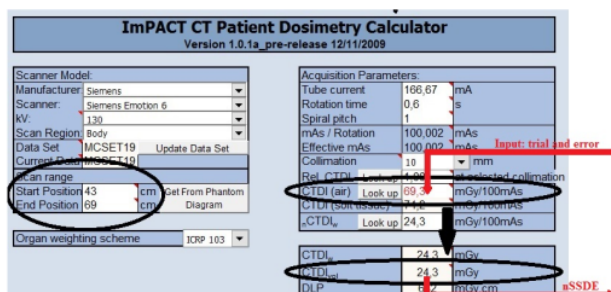 ImPACT CT Patient Dosimetry Calculator
Version 1.0.1a_pre-release 12/11/2009
Scanner Model:
Manufacturer: Siemens
Scanner: Siemens Emotion 6
kV: 130
Scan Region: Body
Data Set MCSET19 Update Data Set
Current Data MCSET19
Scan range
Start Position 43 cm Get From Phantom
End Position 69 cm Diagram
Organ weighting scheme ICRP 103
Acquisition Parameters:
Tube current 166,67 mA
Rotation time 0,6 s
Spiral pitch 1
mAs / Rotation 100,002 mAs
Effective mAs 100,002 mAs
Input: trial and error
Collimation 10 mm
Rel. CTDI Look up at selected collimation
CTDI (air) Look up 69,3 mGy/100mAs
CTDI (soft tissue) 74,2 mGy/100mAs
nCTDIw Look up 24,3 mGy/100mAs
CTDIw 24,3 mGy
CTDIvol 24,3 mGy
nSSDE
DLP mGy.cm